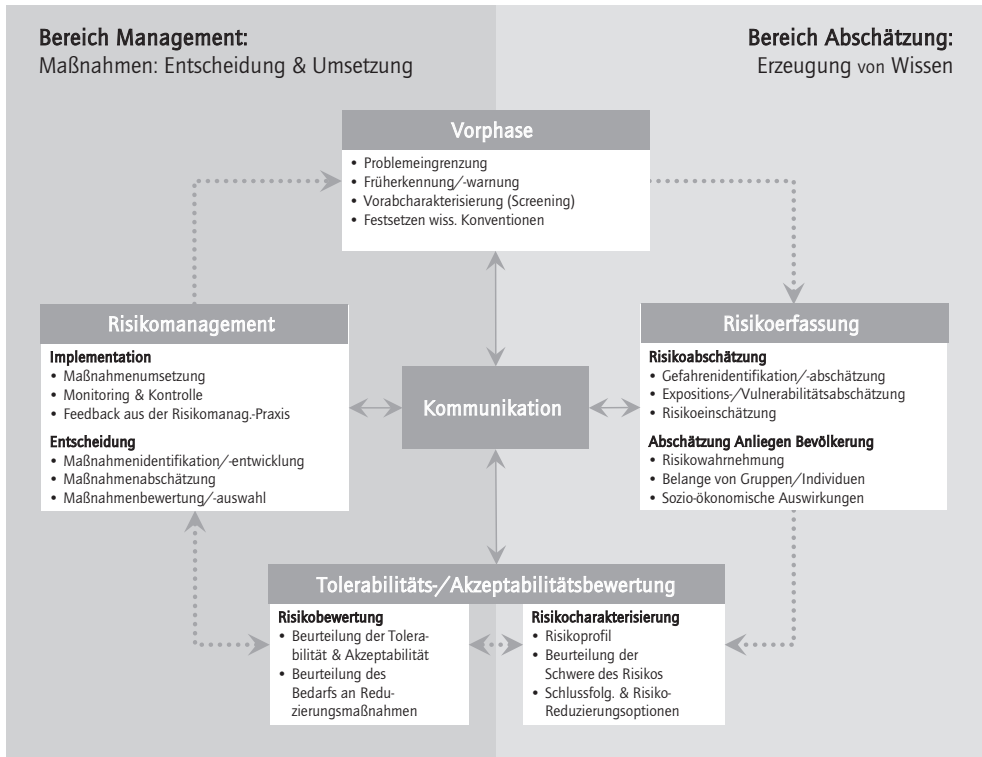 Bereich Management:
Maßnahmen: Entscheidung & Umsetzung
Bereich Abschätzung:
Erzeugung von Wissen
Vorphase
• Problemeingrenzung
• Früherkennung/-warnung
• Vorabcharakterisierung (Screening)
• Festsetzen wiss. Konventionen
Risikomanagement
Implementation
• Maßnahmenumsetzung
• Monitoring & Kontrolle
• Feedback aus der Risikomanag.-Praxis
Entscheidung
• Maßnahmenidentifikation/-entwicklung
• Maßnahmenabschätzung
• Maßnahmenbewertung/-auswahl
Kommunikation
Risikoerfassung
Risikoabschätzung
• Gefahrenidentifikation/-abschätzung
• Expositions-/Vulnerabilitätsabschätzung
• Risikoeinschätzung
Abschätzung Anliegen Bevölkerung
• Risikowahrnehmung
• Belange von Gruppen/Individuen
• Sozio-ökonomische Auswirkungen
Tolerabilitäts-/Akzeptabilitätsbewertung
Risikobewertung
• Beurteilung der Tolera-
bilität & Akzeptabilität
• Beurteilung des
Bedarfs an Redu-
zierungsmaßnahmen
Risikocharakterisierung
• Risikoprofil
• Beurteilung der
Schwere des Risikos
• Schlussfolg. & Risiko-
Reduzierungsoptionen